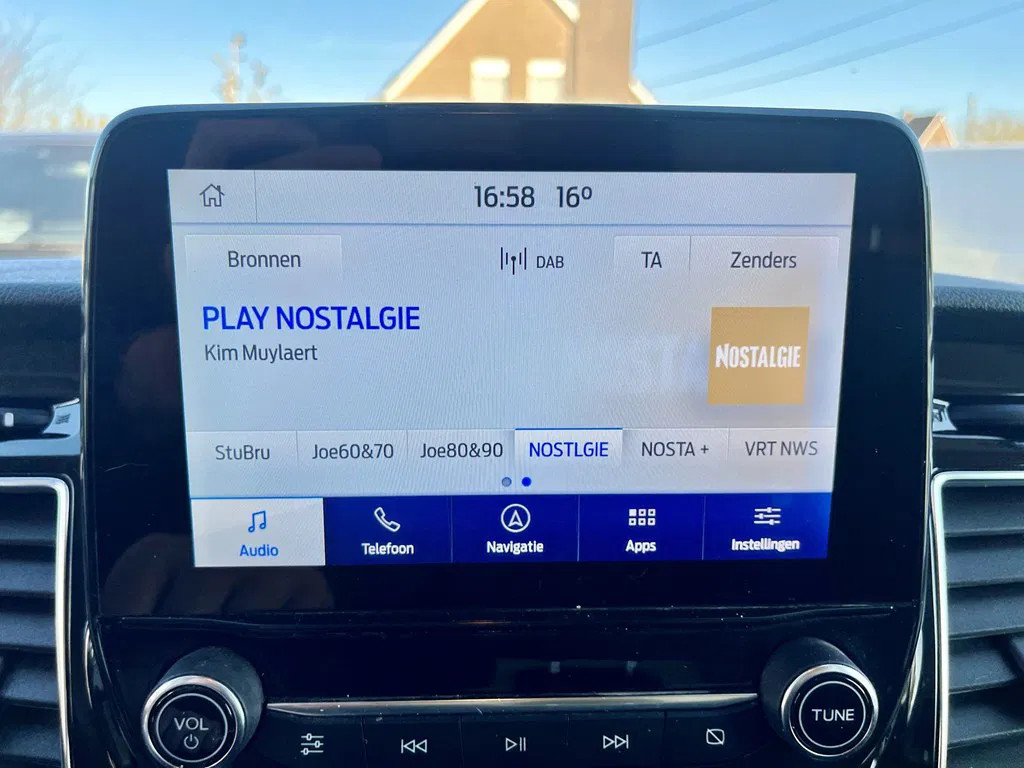 16:58 16º
Bronnen DAB TA Zenders
PLAY NOSTALGIE
Kim Muylaert
NOSTALGIE
StuBru Joe60&70 Joe80&90 NOSTLGIE NOSTA + VRT NWS
Audio Telefoon Navigatie Apps Instellingen
VOL
TUNE